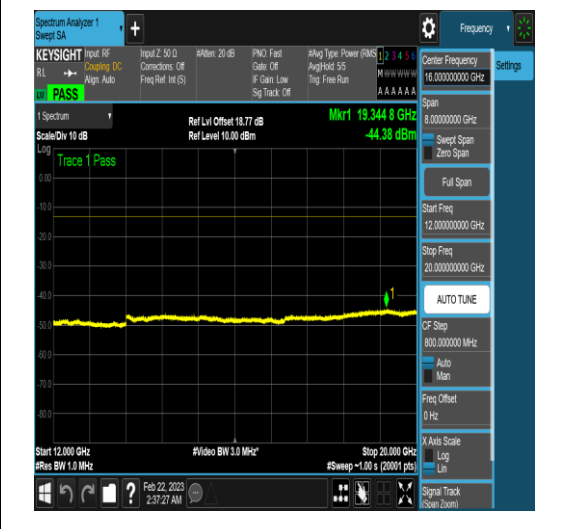 Spectrum Analyzer 1
Swept SA
Frequency
KEYSIGHT
RL
Input: RF
Coupling: DC
Align: Auto
Input Z: 50 Ω
Corrections: Off
Freq Ref: Int (S)
#Atten: 20 dB
PNO: Fast
Gate: Off
IF Gain: Low
Sig Track: Off
#Avg Type: Power (RMS
Avg|Hold: 5/5
Trig: Free Run
1 2 3 4 5 6
M W W W W W
A A A A A A
PASS
1 Spectrum
Scale/Div 10 dB
Ref Lvl Offset 18.77 dB
Ref Level 10.00 dBm
Mkr1 19.344 8 GHz
-44.38 dBm
Log
Trace 1 Pass
0.00
-10.0
-20.0
-30.0
-40.0
-50.0
-60.0
-70.0
-80.0
1
Start 12.000 GHz
#Res BW 1.0 MHz
#Video BW 3.0 MHz*
Stop 20.000 GHz
#Sweep ~1.00 s (20001 pts)
Feb 22, 2023
2:37:27 AM
?
Center Frequency
16.000000000 GHz
Settings
Span
8.00000000 GHz
Swept Span
Zero Span
Full Span
Start Freq
12.000000000 GHz
Stop Freq
20.000000000 GHz
AUTO TUNE
CF Step
800.000000 MHz
Auto
Man
Freq Offset
0 Hz
X Axis Scale
Log
Lin
Signal Track
(Span Zoom)